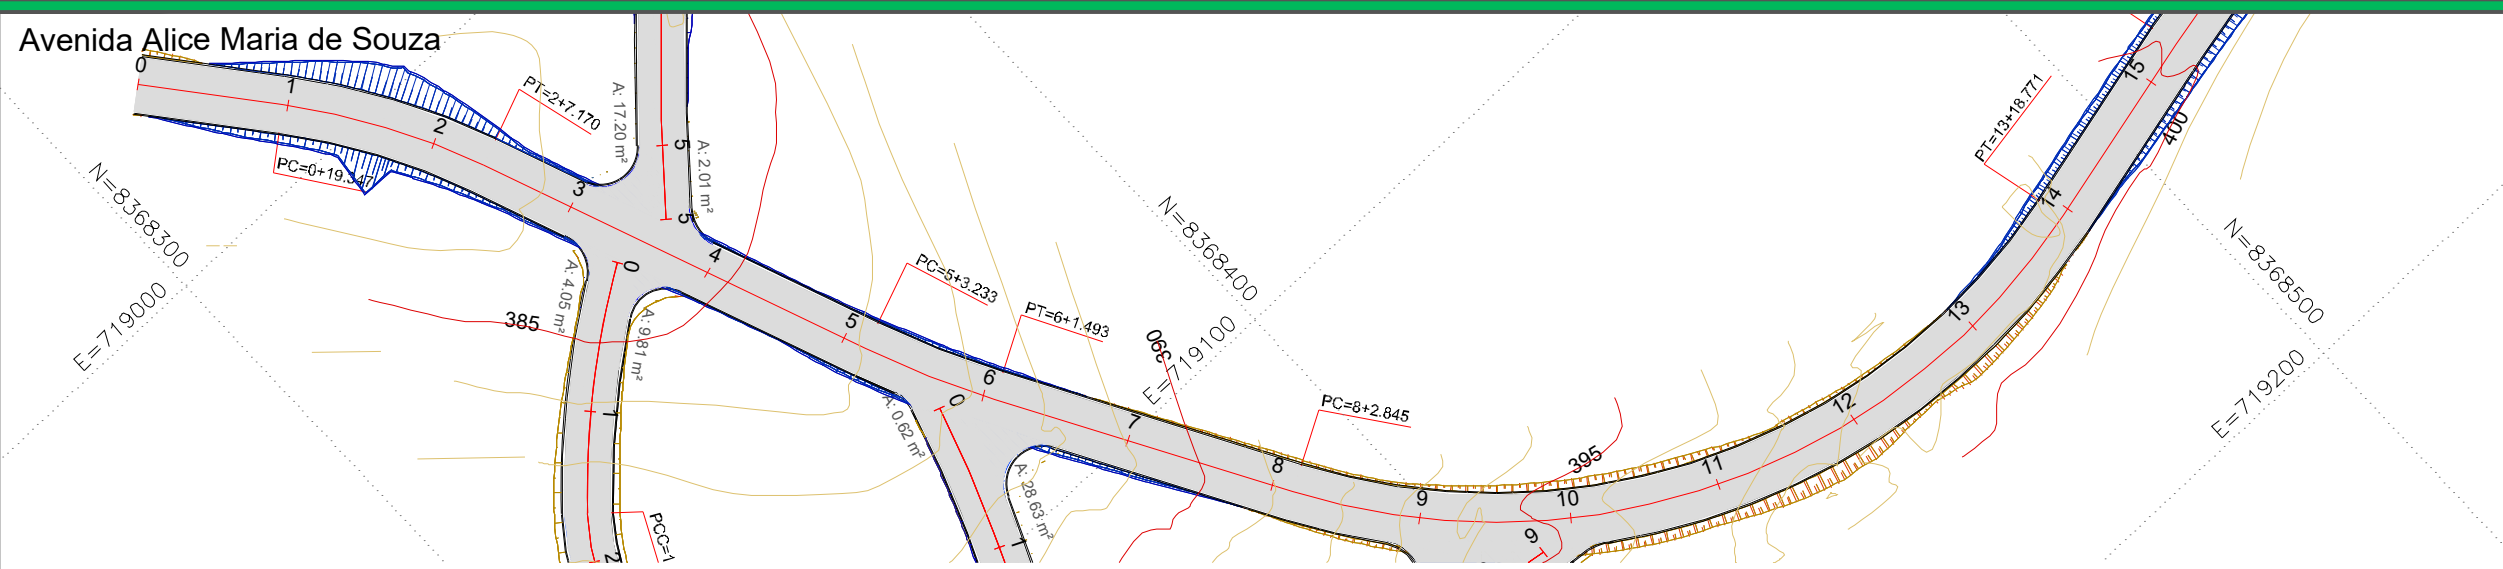 Avenida Alice Maria de Souza
0
1
2
3
4
5
6
7
8
9
10
11
12
13
14
15
PT=2+7.170
A: 17.20 m²
A: 2.01 m²
5
5
N=8368300
E=719000
A: 4.05 m²
385
0
1
2
A: 9.81 m²
PCC=1
PC=5+3.233
PT=6+1.493
390
N=8368400
E=719100
A: 0.62 m²
0
1
A: 28.63 m²
PC=8+2.845
395
9
PT=13+18.771
400
N=8368500
E=719200